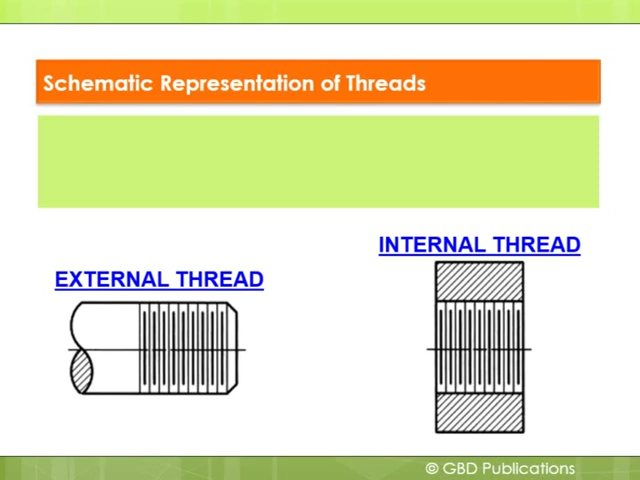 Schematic Representation of Threads
INTERNAL THREAD
EXTERNAL THREAD
© GBD Publications